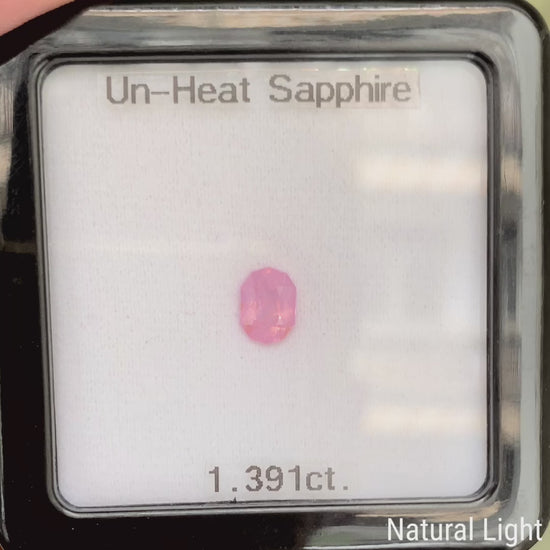 Un-Heat Sapphire
1.391ct.
Natural Light